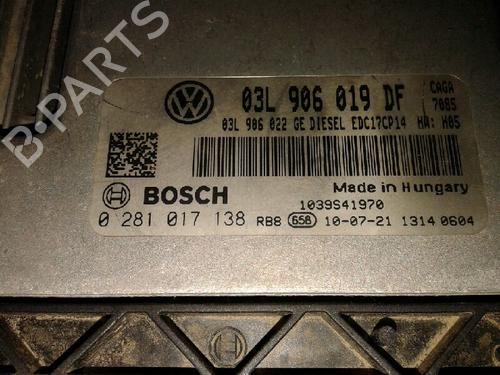 03L 906 019 DF
CAGA
7085
03L 906 022 GE DIESEL EDC17CP14 HW: H05
BOSCH
Made in Hungary
1039S41970
0 281 017 138 RB8 658 10-07-21 1314 0604
B-PARTS